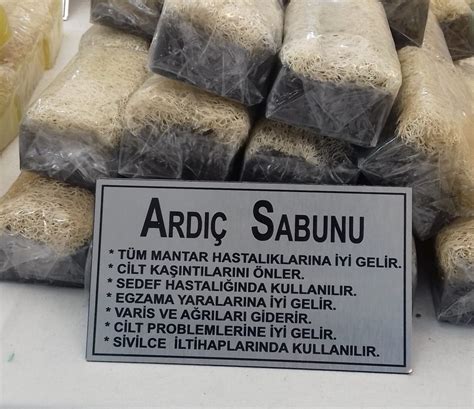 ARDIÇ SABUNU
* TÜM MANTAR HASTALIKLARINA İYİ GELİR.
* CİLT KAŞINTILARINI ÖNLER.
* SEDEF HASTALIĞINDA KULLANILIR.
* EGZAMA YARALARINA İYİ GELİR.
* VARİS VE AĞRILARI GİDERİR.
* CİLT PROBLEMLERİNE İYİ GELİR.
* SİVİLCE İLTİHAPLARINDA KULLANILIR.